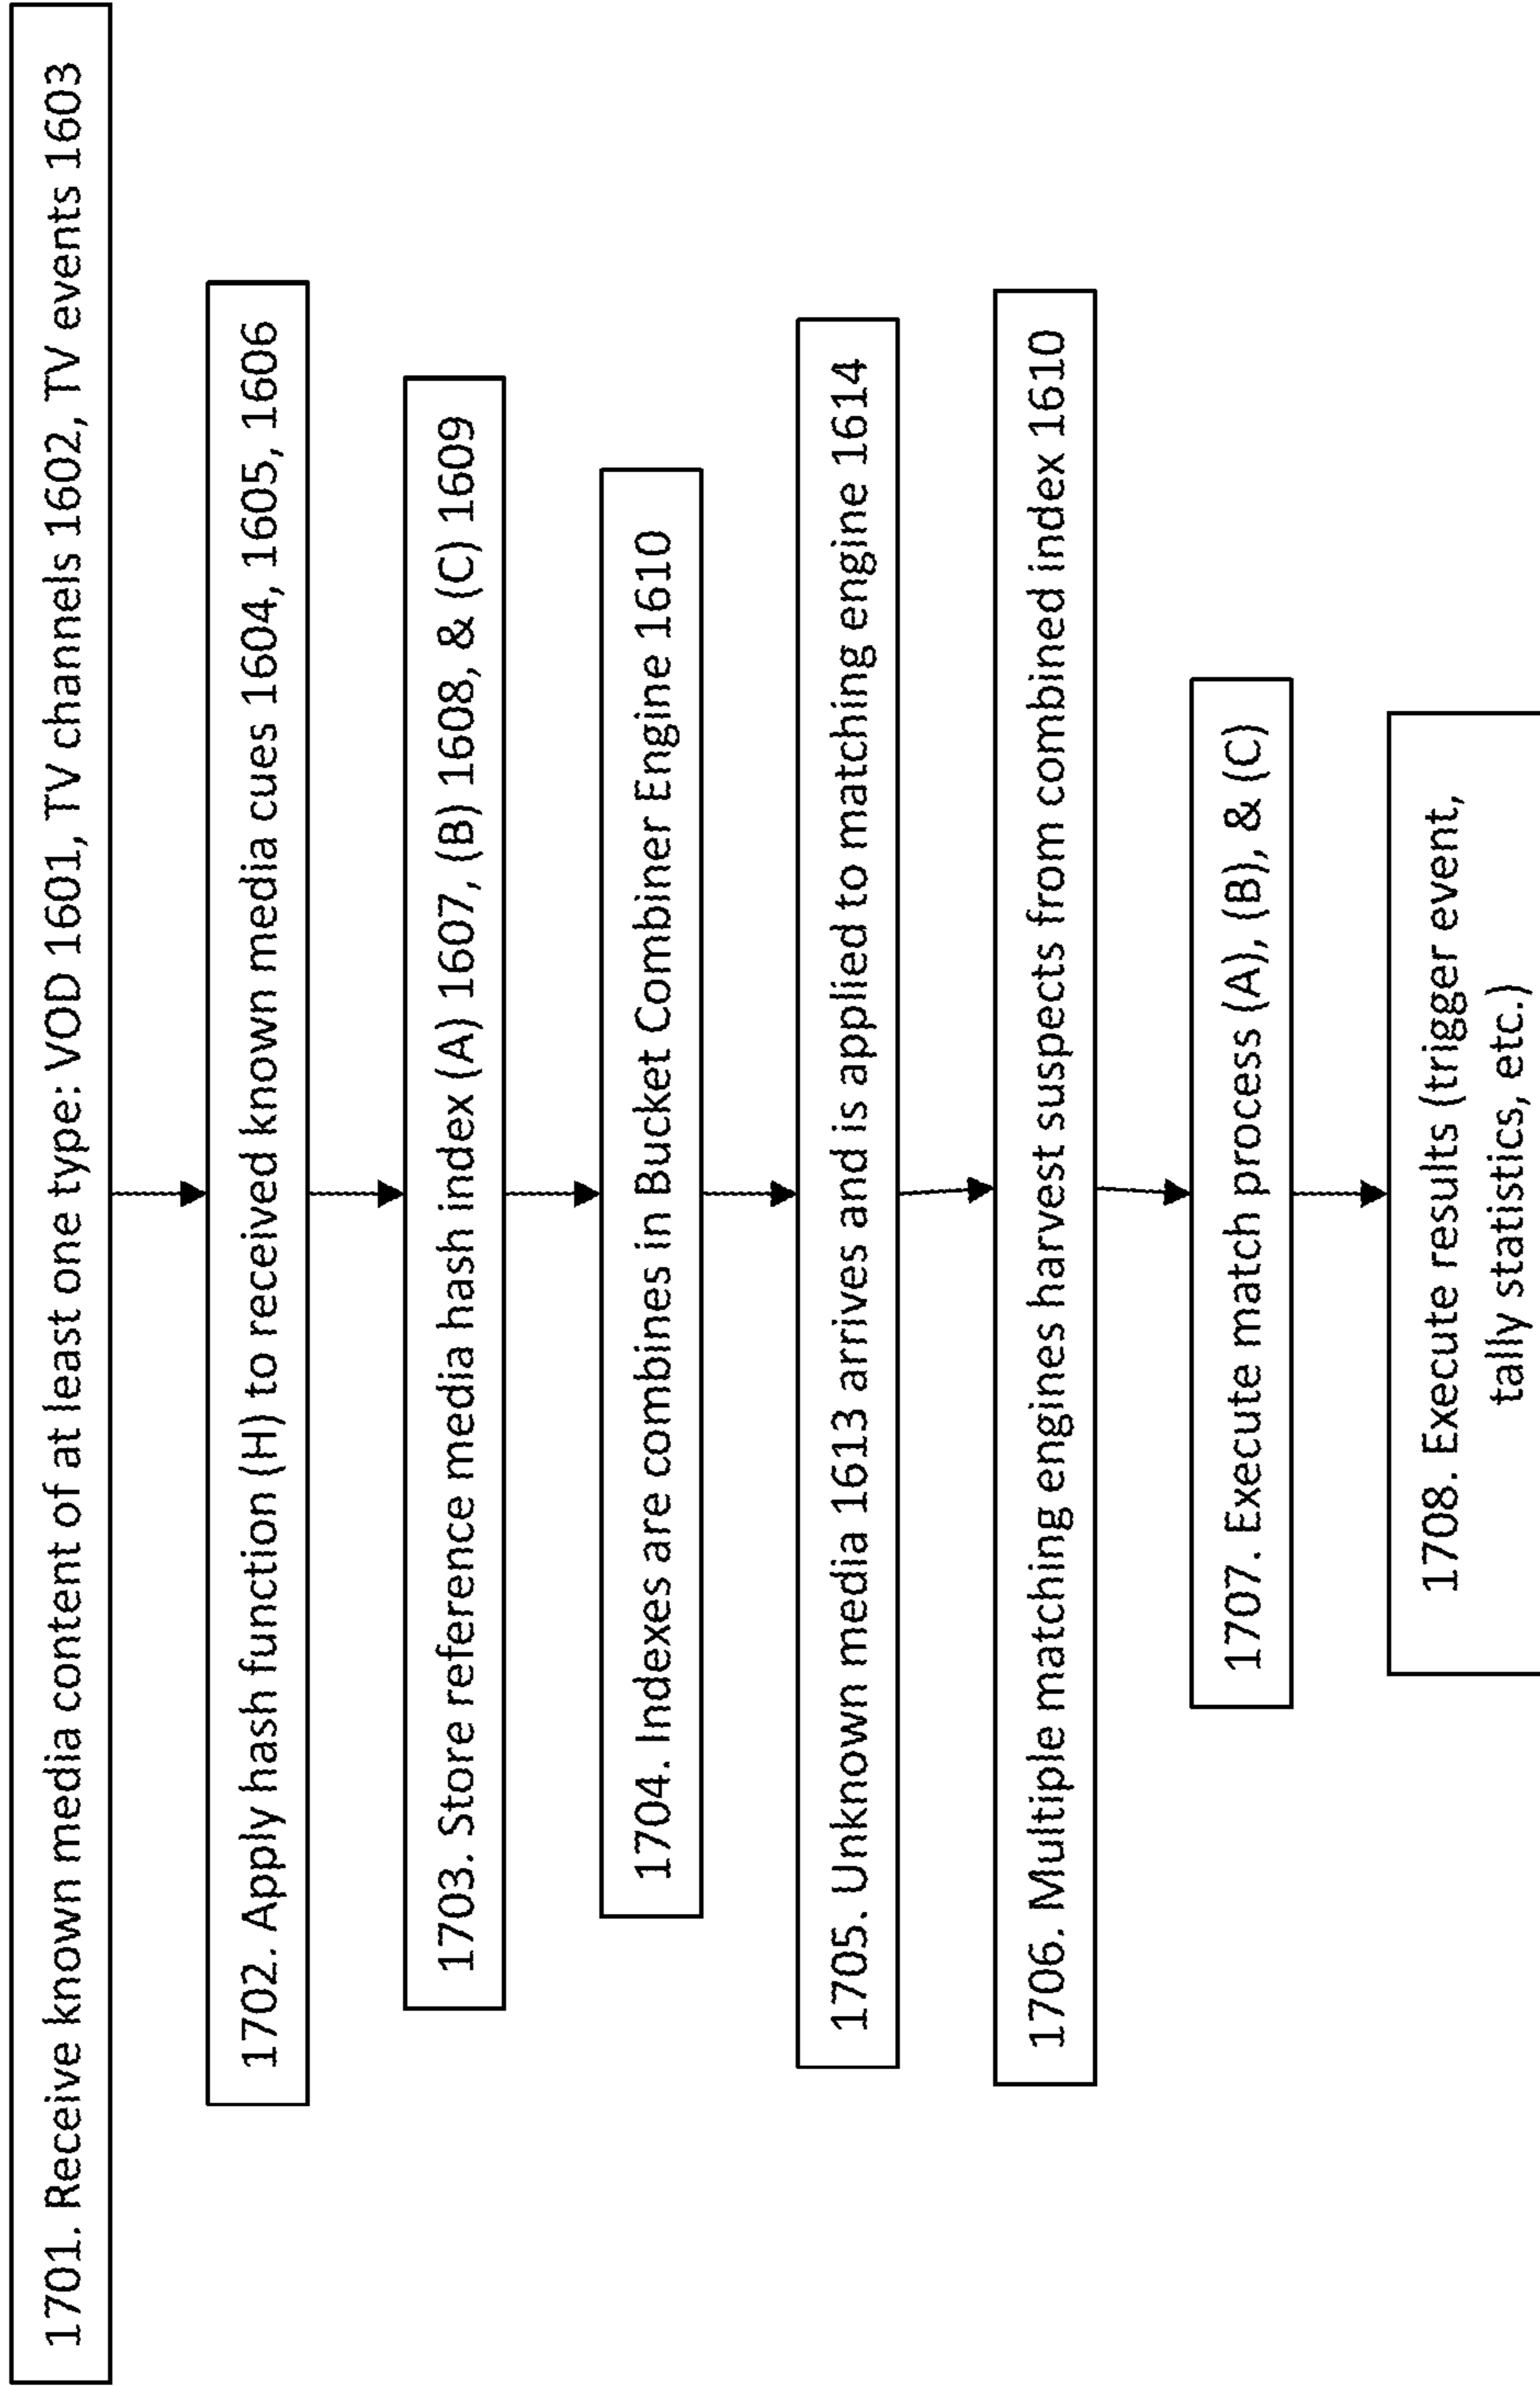 1701. Receive known media content of at least one type: VOD 1601, TV channels 1602, TV events 1603
1702. Apply hash function (H) to received known media cues 1604, 1605, 1606
1703. Store reference media hash index (A) 1607, (B) 1608, & (C) 1609
1704. Indexes are combines in Bucket Combiner Engine 1610
1705. Unknown media 1613 arrives and is applied to matching engine 1614
1706. Multiple matching engines harvest suspects from combined index 1610
1707. Execute match process (A), (B), & (C)
1708. Execute results (trigger event,
tally statistics, etc.)